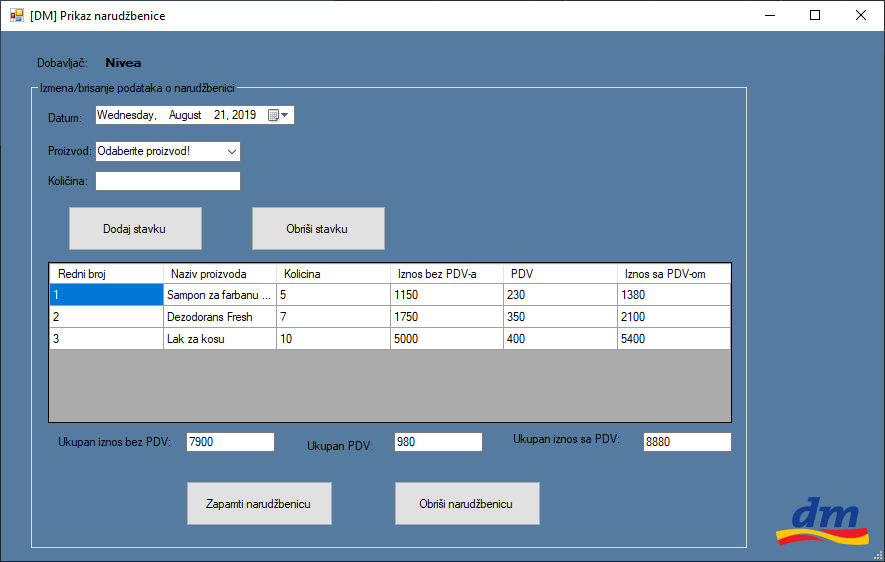 [DM] Prikaz narudžbenice
Dobavljač: Nivea
Izmena/brisanje podataka o narudžbenici
Datum: Wednesday, August 21, 2019
Proizvod: Odaberite proizvod!
Količina:
Dodaj stavku Obriši stavku
Redni broj Naziv proizvoda Kolicina Iznos bez PDV-a PDV Iznos sa PDV-om
1 Sampon za farbanu ... 5 1150 230 1380
2 Dezodorans Fresh 7 1750 350 2100
3 Lak za kosu 10 5000 400 5400
Ukupan iznos bez PDV: 7900 Ukupan PDV: 980 Ukupan iznos sa PDV: 8880
Zapamti narudžbenicu Obriši narudžbenicu
dm